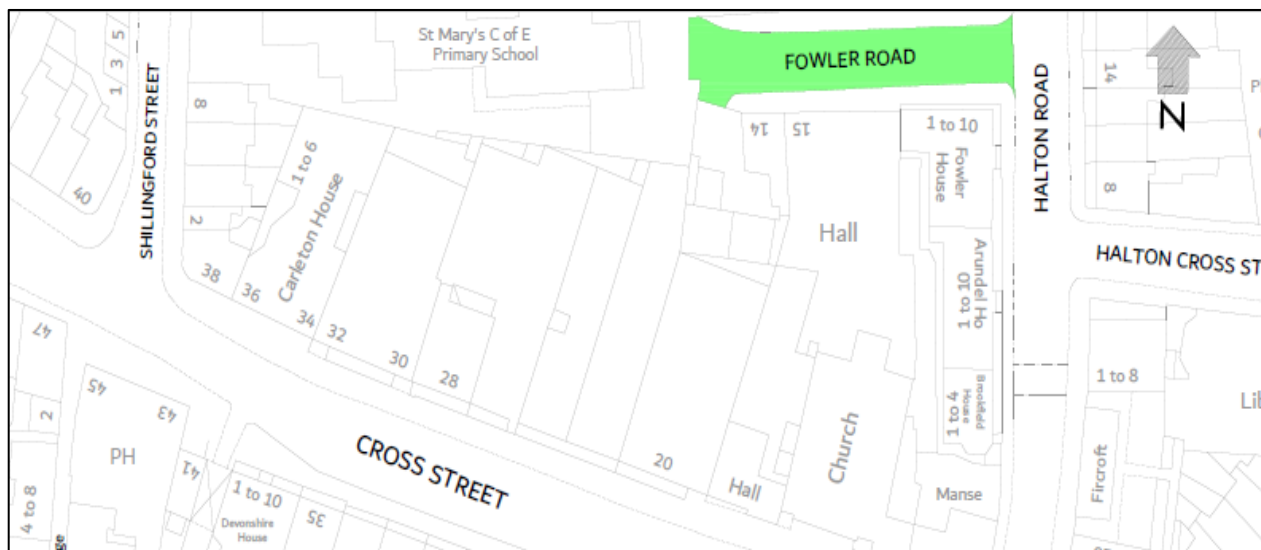 St Mary's C of E
Primary School
FOWLER ROAD
HALTON ROAD
SHILLINGFORD STREET
HALTON CROSS ST
CROSS STREET
N
5
3
1
40
8
2
1 to 6
Carleton House
38
36
34
32
30
28
20
14
15
Hall
1 to 10
Fowler
House
Arundel Ho
1 to 10
Brookfield
House
1 to 4
Church
Hall
Manse
14
8
1 to 8
Fircroft
Lib
47
45
43
41
2
PH
4 to 8
1 to 10
Devonshire
House
35